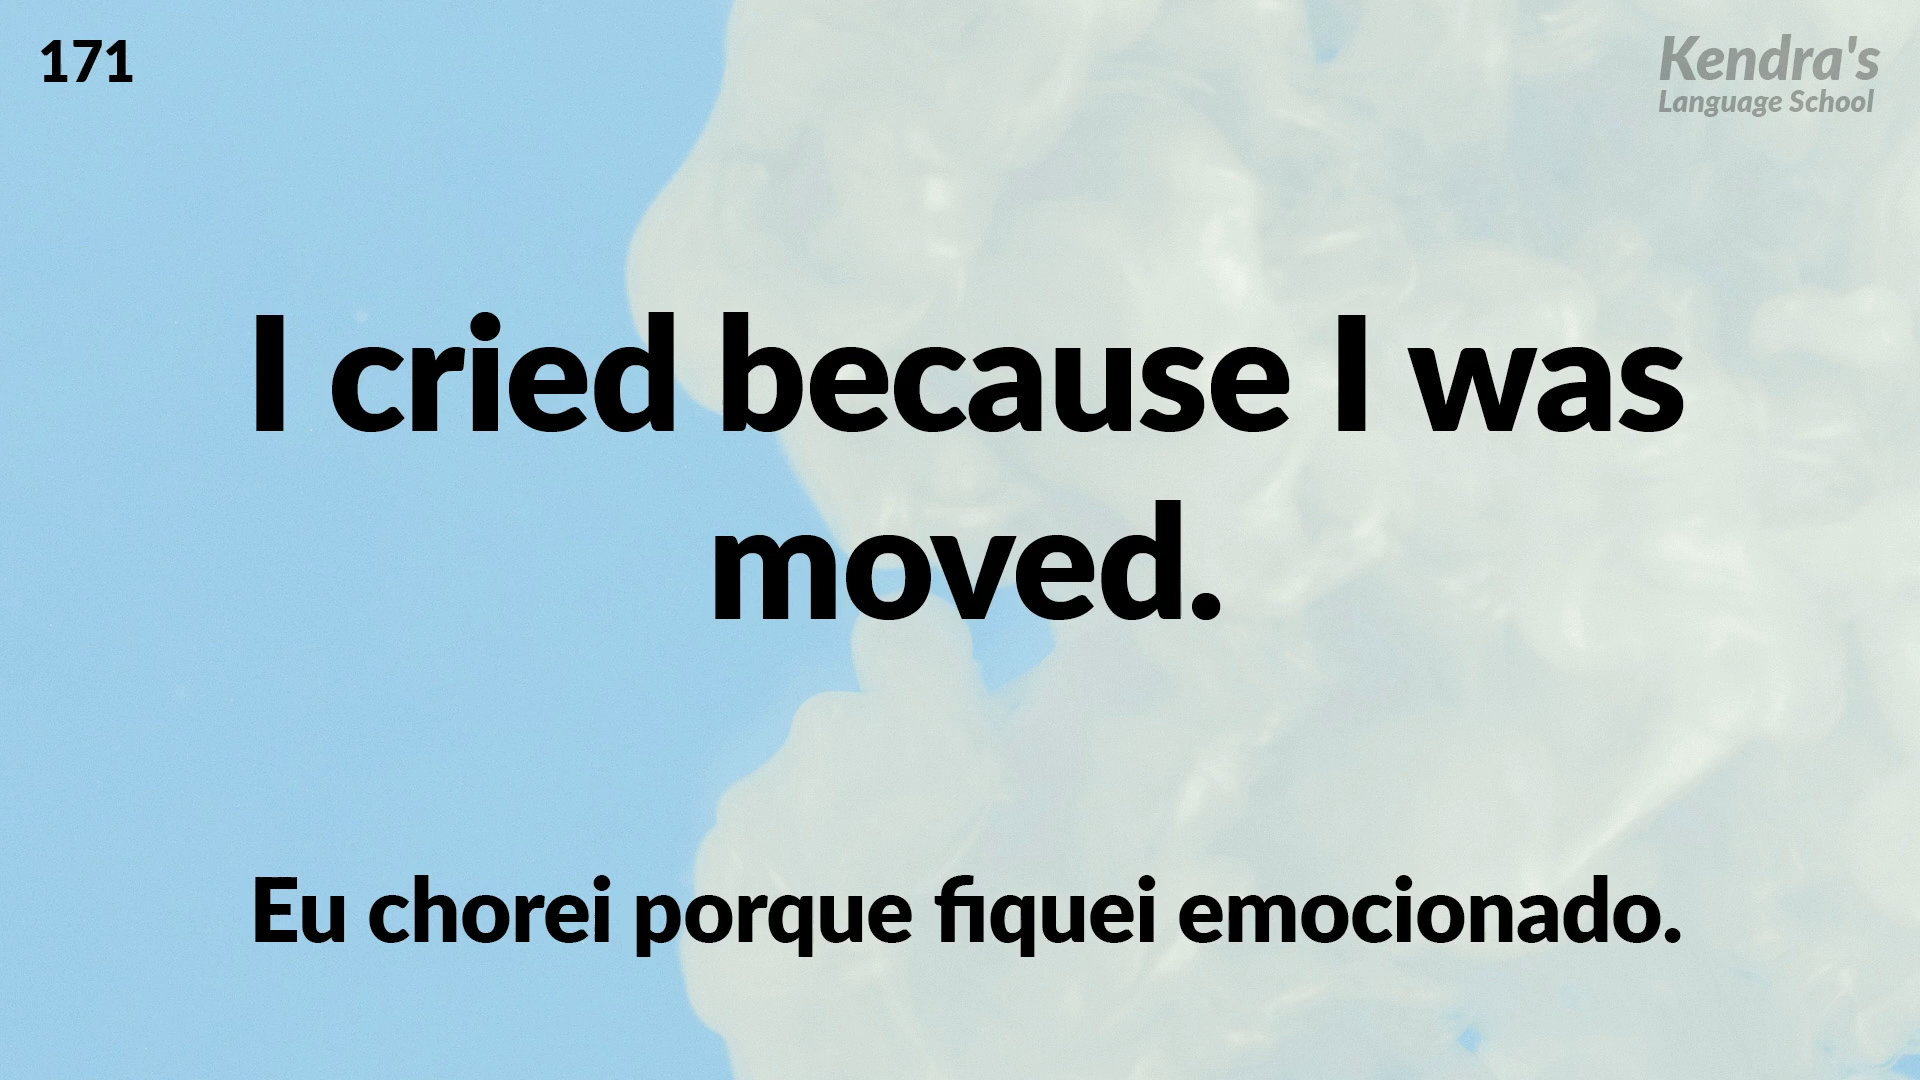 171
Kendra's
Language School
I cried because I was
moved.
Eu chorei porque fiquei emocionado.